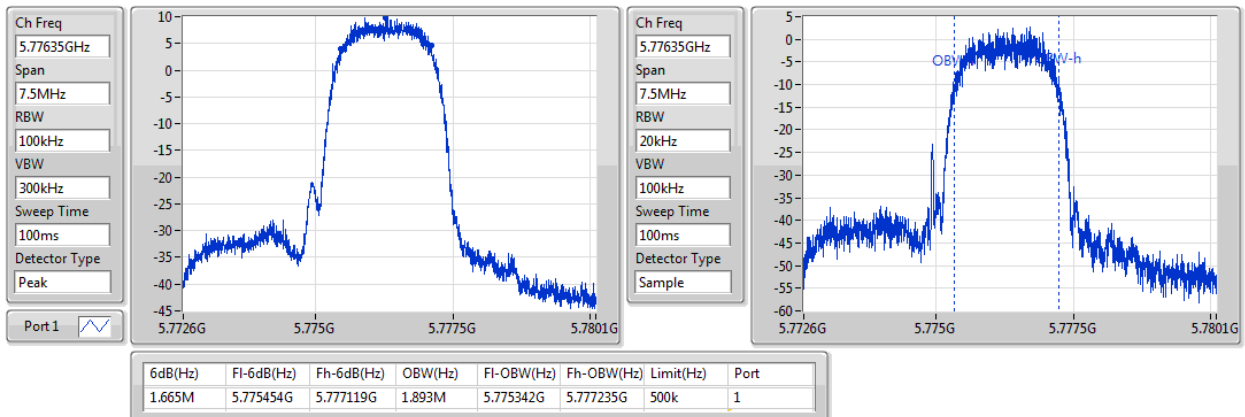 Ch Freq
5.77635GHz
Span
7.5MHz
RBW
100kHz
VBW
300kHz
Sweep Time
100ms
Detector Type
Peak
Port 1
10
5
0
-5
-10
-15
-20
-25
-30
-35
-40
-45
5.7726G 5.775G 5.7775G 5.7801G
Ch Freq
5.77635GHz
Span
7.5MHz
RBW
20kHz
VBW
100kHz
Sweep Time
100ms
Detector Type
Sample
5
0
-5
-10
-15
-20
-25
-30
-35
-40
-45
-50
-55
-60
5.7726G 5.775G 5.7775G 5.7801G
6dB(Hz) Fl-6dB(Hz) Fh-6dB(Hz) OBW(Hz) Fl-OBW(Hz) Fh-OBW(Hz) Limit(Hz) Port
1.665M 5.775454G 5.777119G 1.893M 5.775342G 5.777235G 500k 1